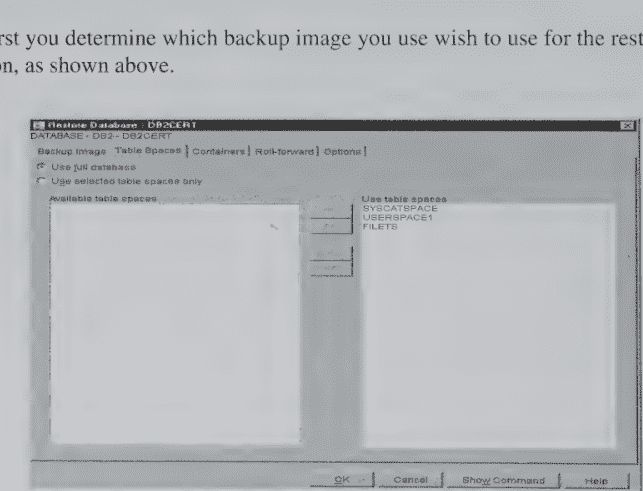 rst you determine which backup image you use wish to use for the rest
on, as shown above.
Restore Database - DB2CERT
DATABASE - DB2 - DB2CERT
Backup Image Table Spaces Containers Roll-forward Options
Use full database
Use selected table spaces only
Available table spaces
Use table spaces
SYSCATSPACE
USERSPACE1
FILETS
OK Cancel Show Command Help